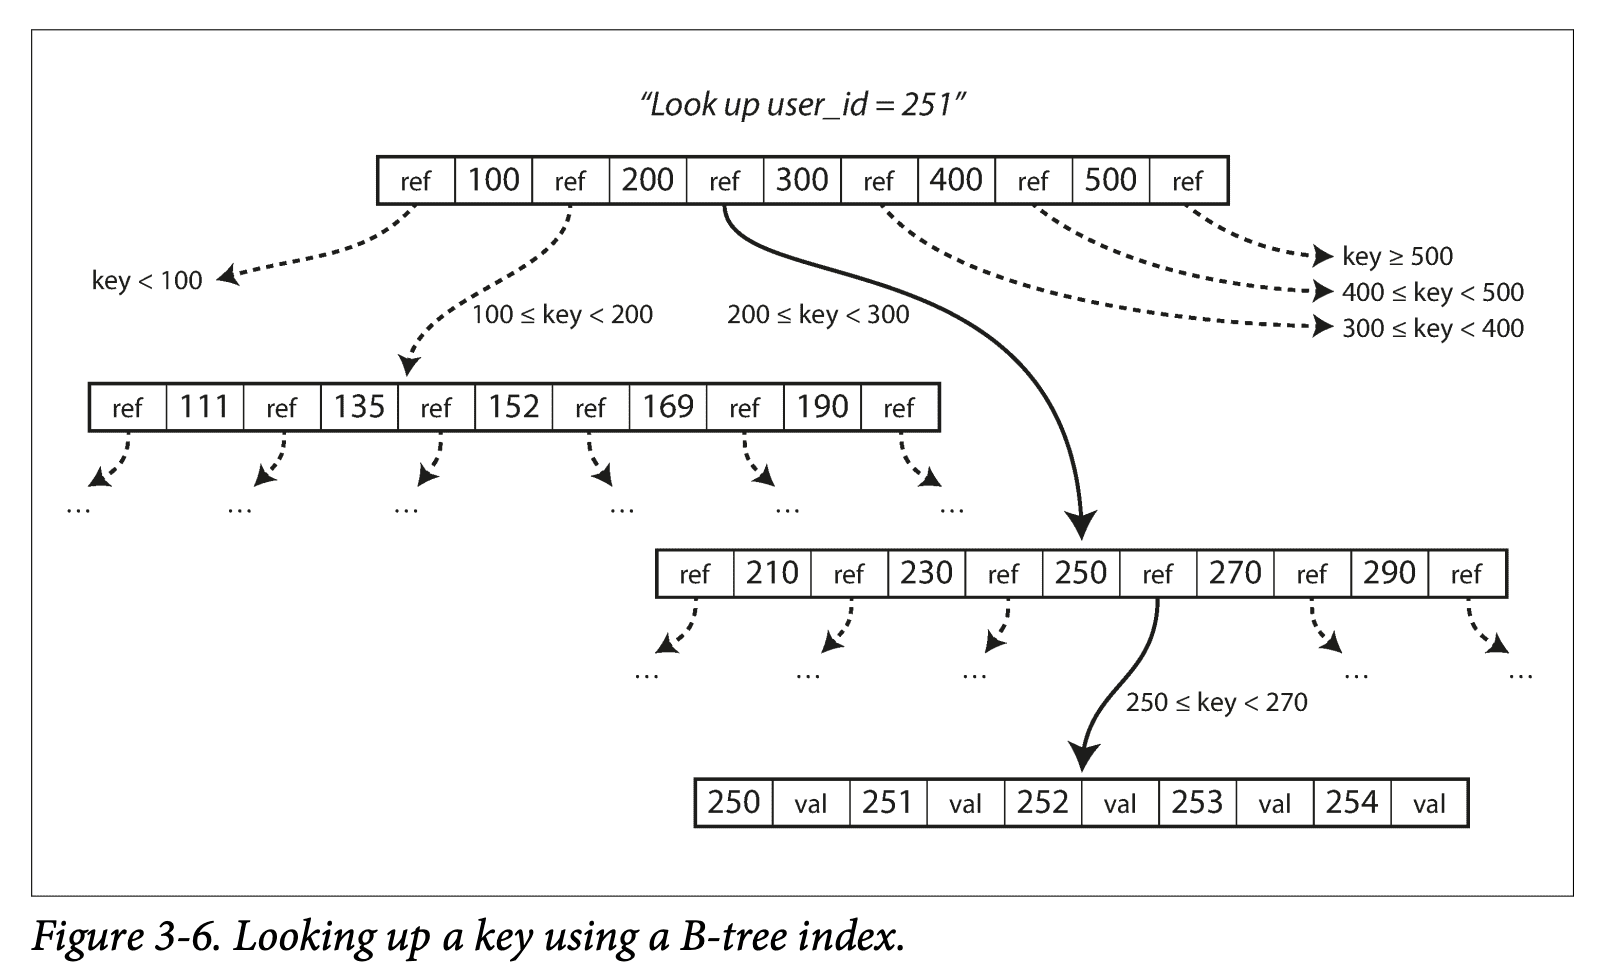 “Look up user_id = 251”
ref 100 ref 200 ref 300 ref 400 ref 500 ref
key < 100
100 ≤ key < 200
200 ≤ key < 300
key ≥ 500
400 ≤ key < 500
300 ≤ key < 400
ref 111 ref 135 ref 152 ref 169 ref 190 ref
... ... ... ... ... ...
ref 210 ref 230 ref 250 ref 270 ref 290 ref
... ... ... ... ...
250 ≤ key < 270
250 val 251 val 252 val 253 val 254 val
Figure 3-6. Looking up a key using a B-tree index.